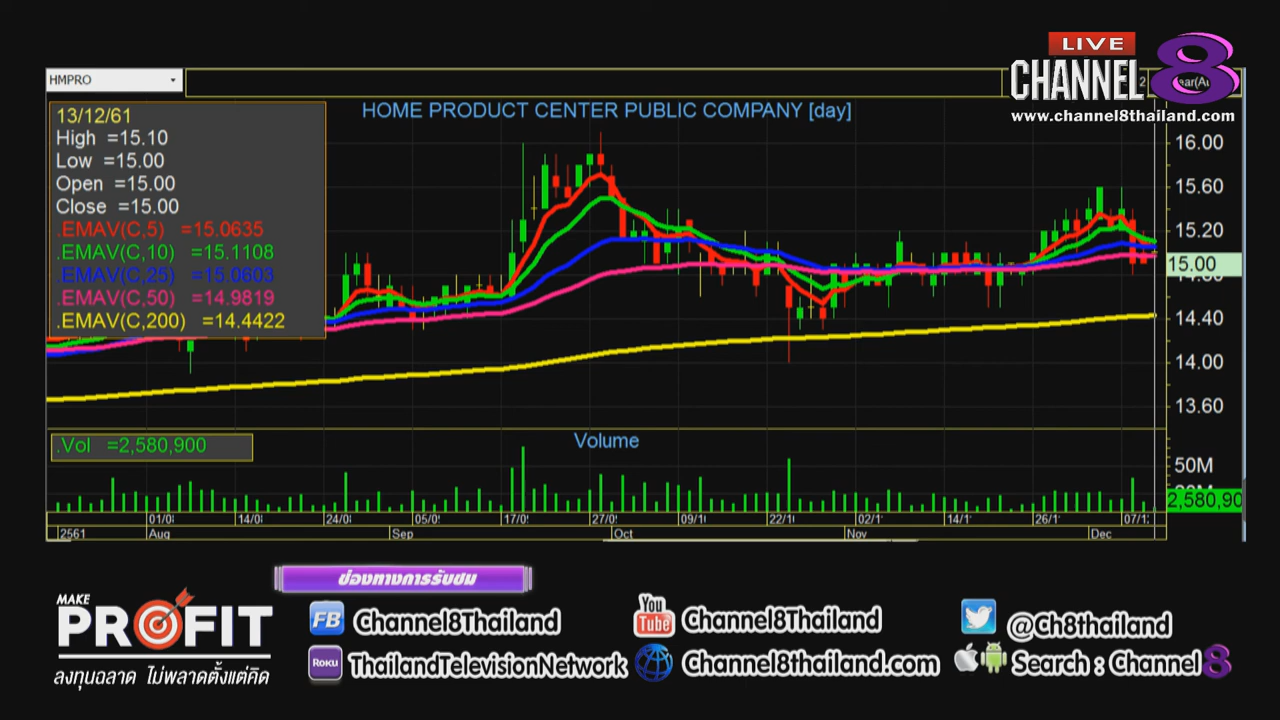 LIVE
CHANNEL 8
www.channel8thailand.com
HMPRO
HOME PRODUCT CENTER PUBLIC COMPANY [day]
13/12/61
High =15.10
Low =15.00
Open =15.00
Close =15.00
.EMAV(C,5) =15.0635
.EMAV(C,10) =15.1108
.EMAV(C,25) =15.0603
.EMAV(C,50) =14.9819
.EMAV(C,200) =14.4422
16.00
15.60
15.20
15.00
14.40
14.00
13.60
.Vol =2,580,900
Volume
50M
2,580,90
01/0 14/0 24/0 05/0 17/0 27/0 09/1 22/1 02/1 14/1 26/1 07/1
2561 Aug Sep Oct Nov Dec
ช่องทางการรับชม
MAKE
PROFIT
ลงทุนฉลาด ไม่พลาดตั้งแต่คิด
FB Channel8Thailand
You Tube Channel8Thailand
@Ch8thailand
Roku ThailandTelevisionNetwork
Channel8thailand.com
Search : Channel 8